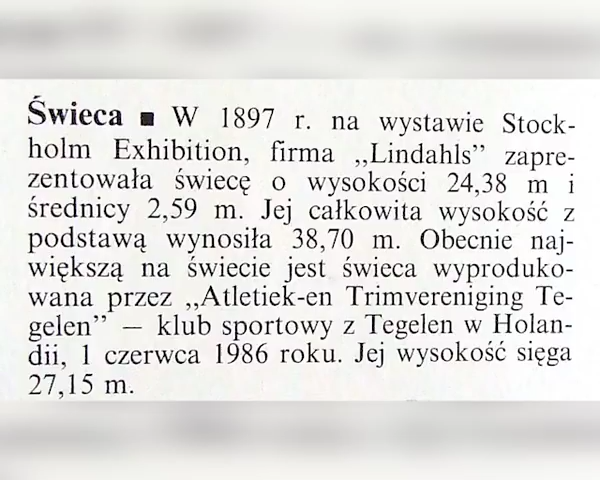 Świeca ■ W 1897 r. na wystawie Stock-
holm Exhibition, firma ,,Lindahls” zapre-
zentowała świecę o wysokości 24,38 m i
średnicy 2,59 m. Jej całkowita wysokość z
podstawą wynosiła 38,70 m. Obecnie naj-
większą na świecie jest świeca wyproduko-
wana przez ,,Atletiek-en Trimvereniging Te-
gelen” — klub sportowy z Tegelen w Holan-
dii, 1 czerwca 1986 roku. Jej wysokość sięga
27,15 m.